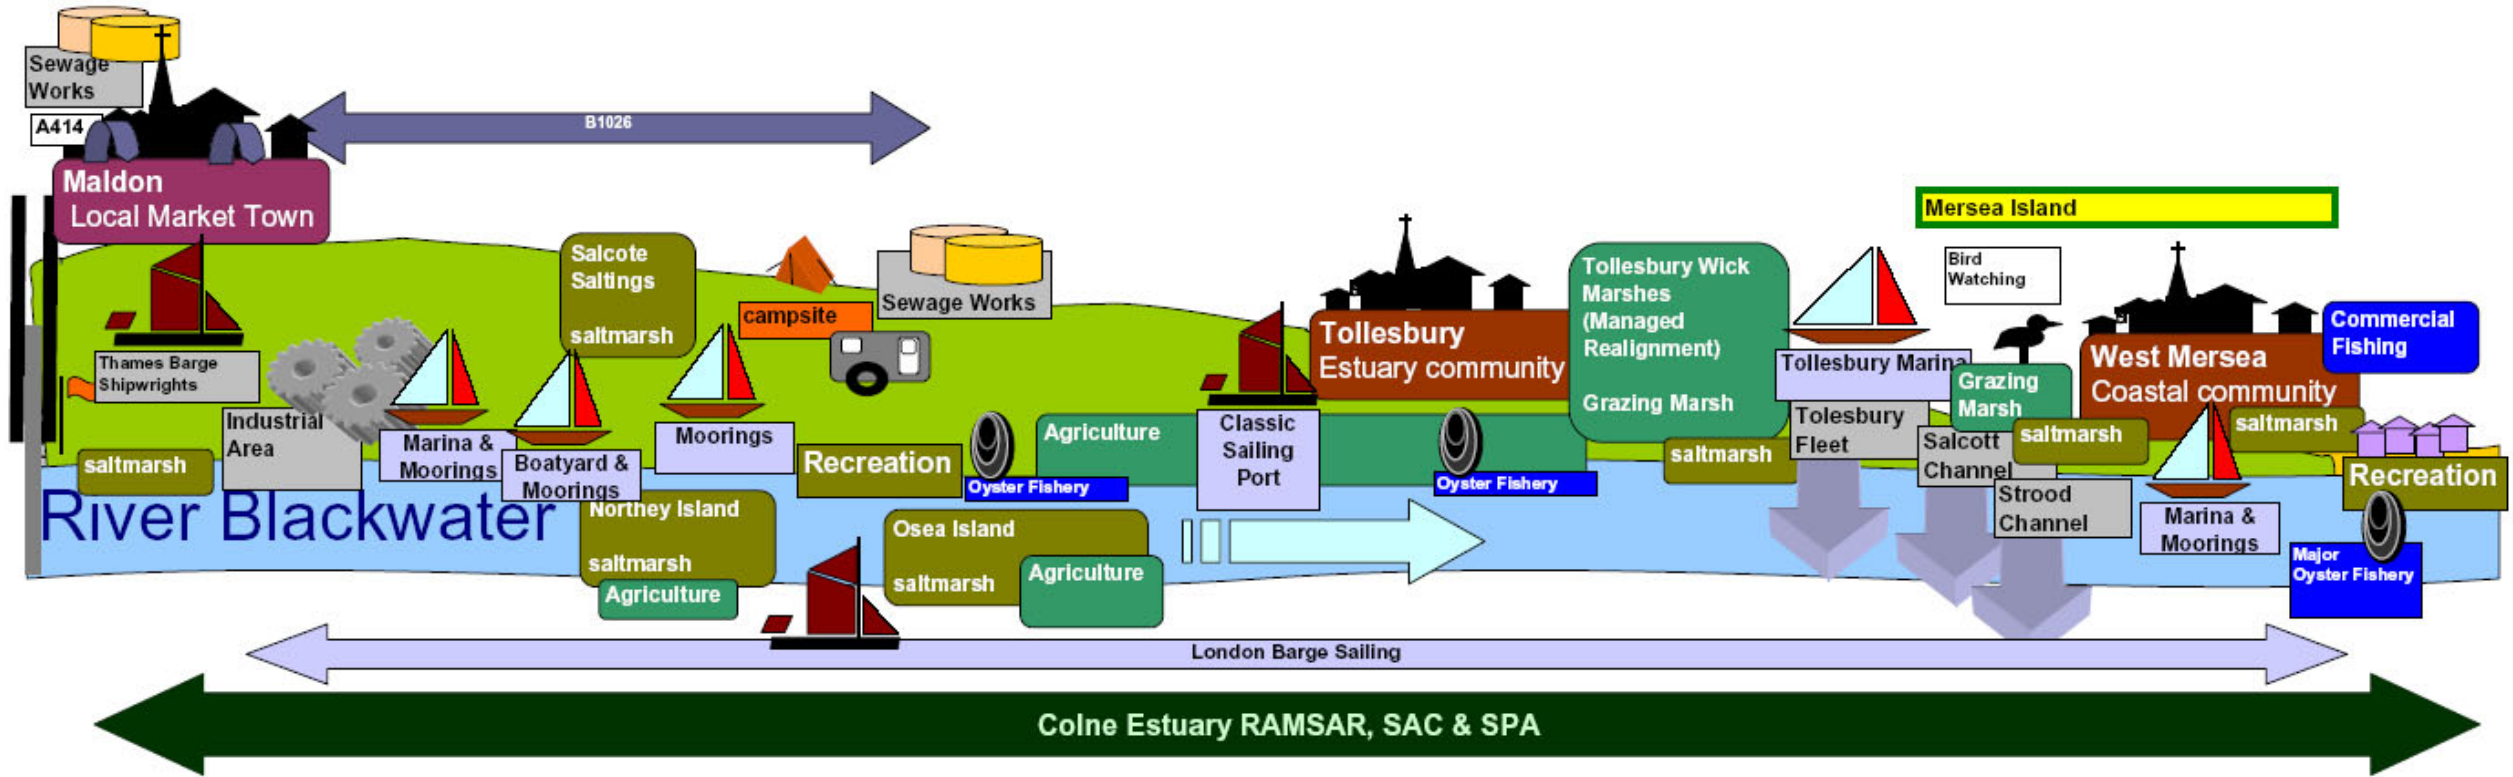 Sewage
Works
A414
B1026
Maldon
Local Market Town
Mersea Island
Salcote
Saltings
saltmarsh
campsite
Sewage Works
Thames Barge
Shipwrights
Industrial
Area
saltmarsh
Marina &
Moorings
Boatyard &
Moorings
Moorings
Recreation
Oyster Fishery
Agriculture
Classic
Sailing
Port
Tollesbury
Estuary community
Oyster Fishery
Tollesbury Wick
Marshes
(Managed
Realignment)
Grazing Marsh
saltmarsh
Tollesbury Marina
Tolesbury
Fleet
Bird
Watching
Grazing
Marsh
Salcott
Channel
saltmarsh
Strood
Channel
West Mersea
Coastal community
Commercial
Fishing
saltmarsh
Marina &
Moorings
Recreation
Major
Oyster Fishery
River Blackwater
Northey Island
saltmarsh
Agriculture
Osea Island
saltmarsh
Agriculture
London Barge Sailing
Colne Estuary RAMSAR, SAC & SPA